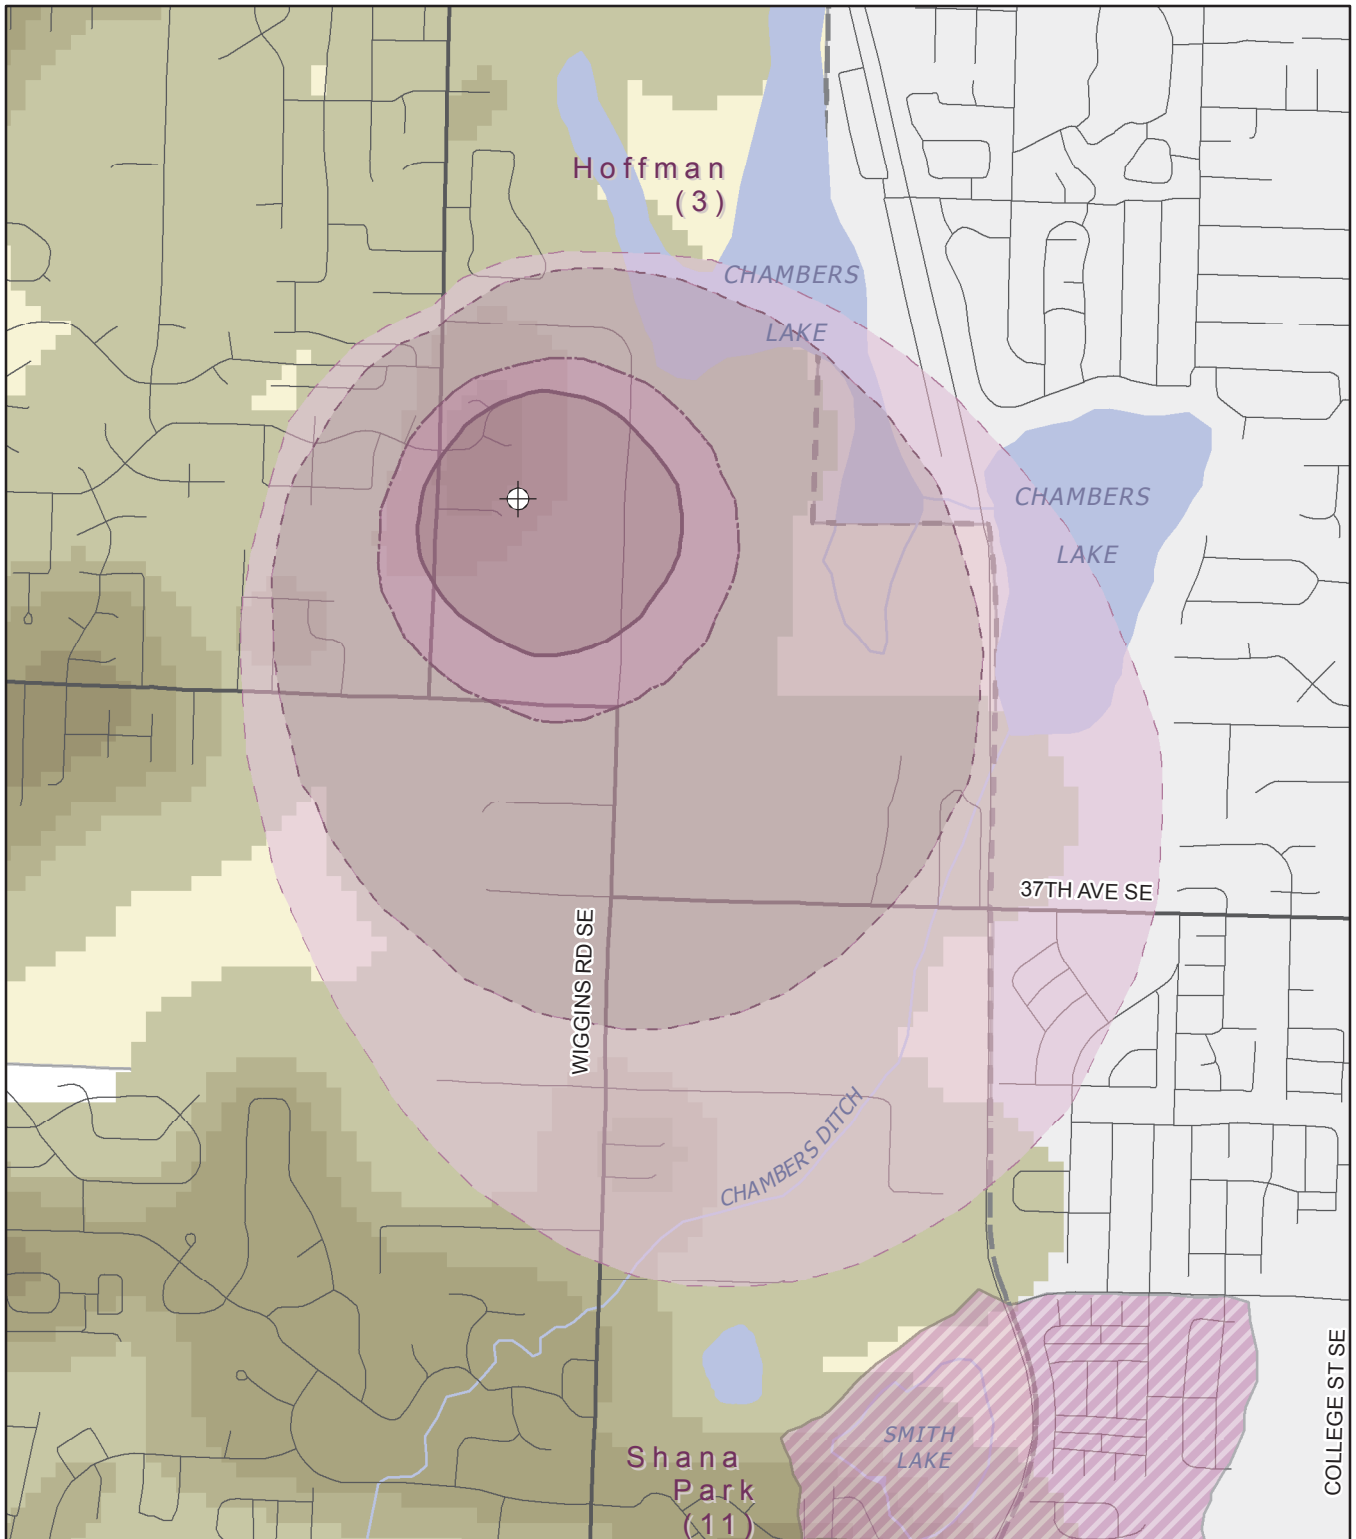 Hoffman
(3)
CHAMBERS
LAKE
CHAMBERS
LAKE
37TH AVE SE
WIGGINS RD SE
CHAMBERS DITCH
COLLEGE ST SE
SMITH
LAKE
Shana
Park
(11)